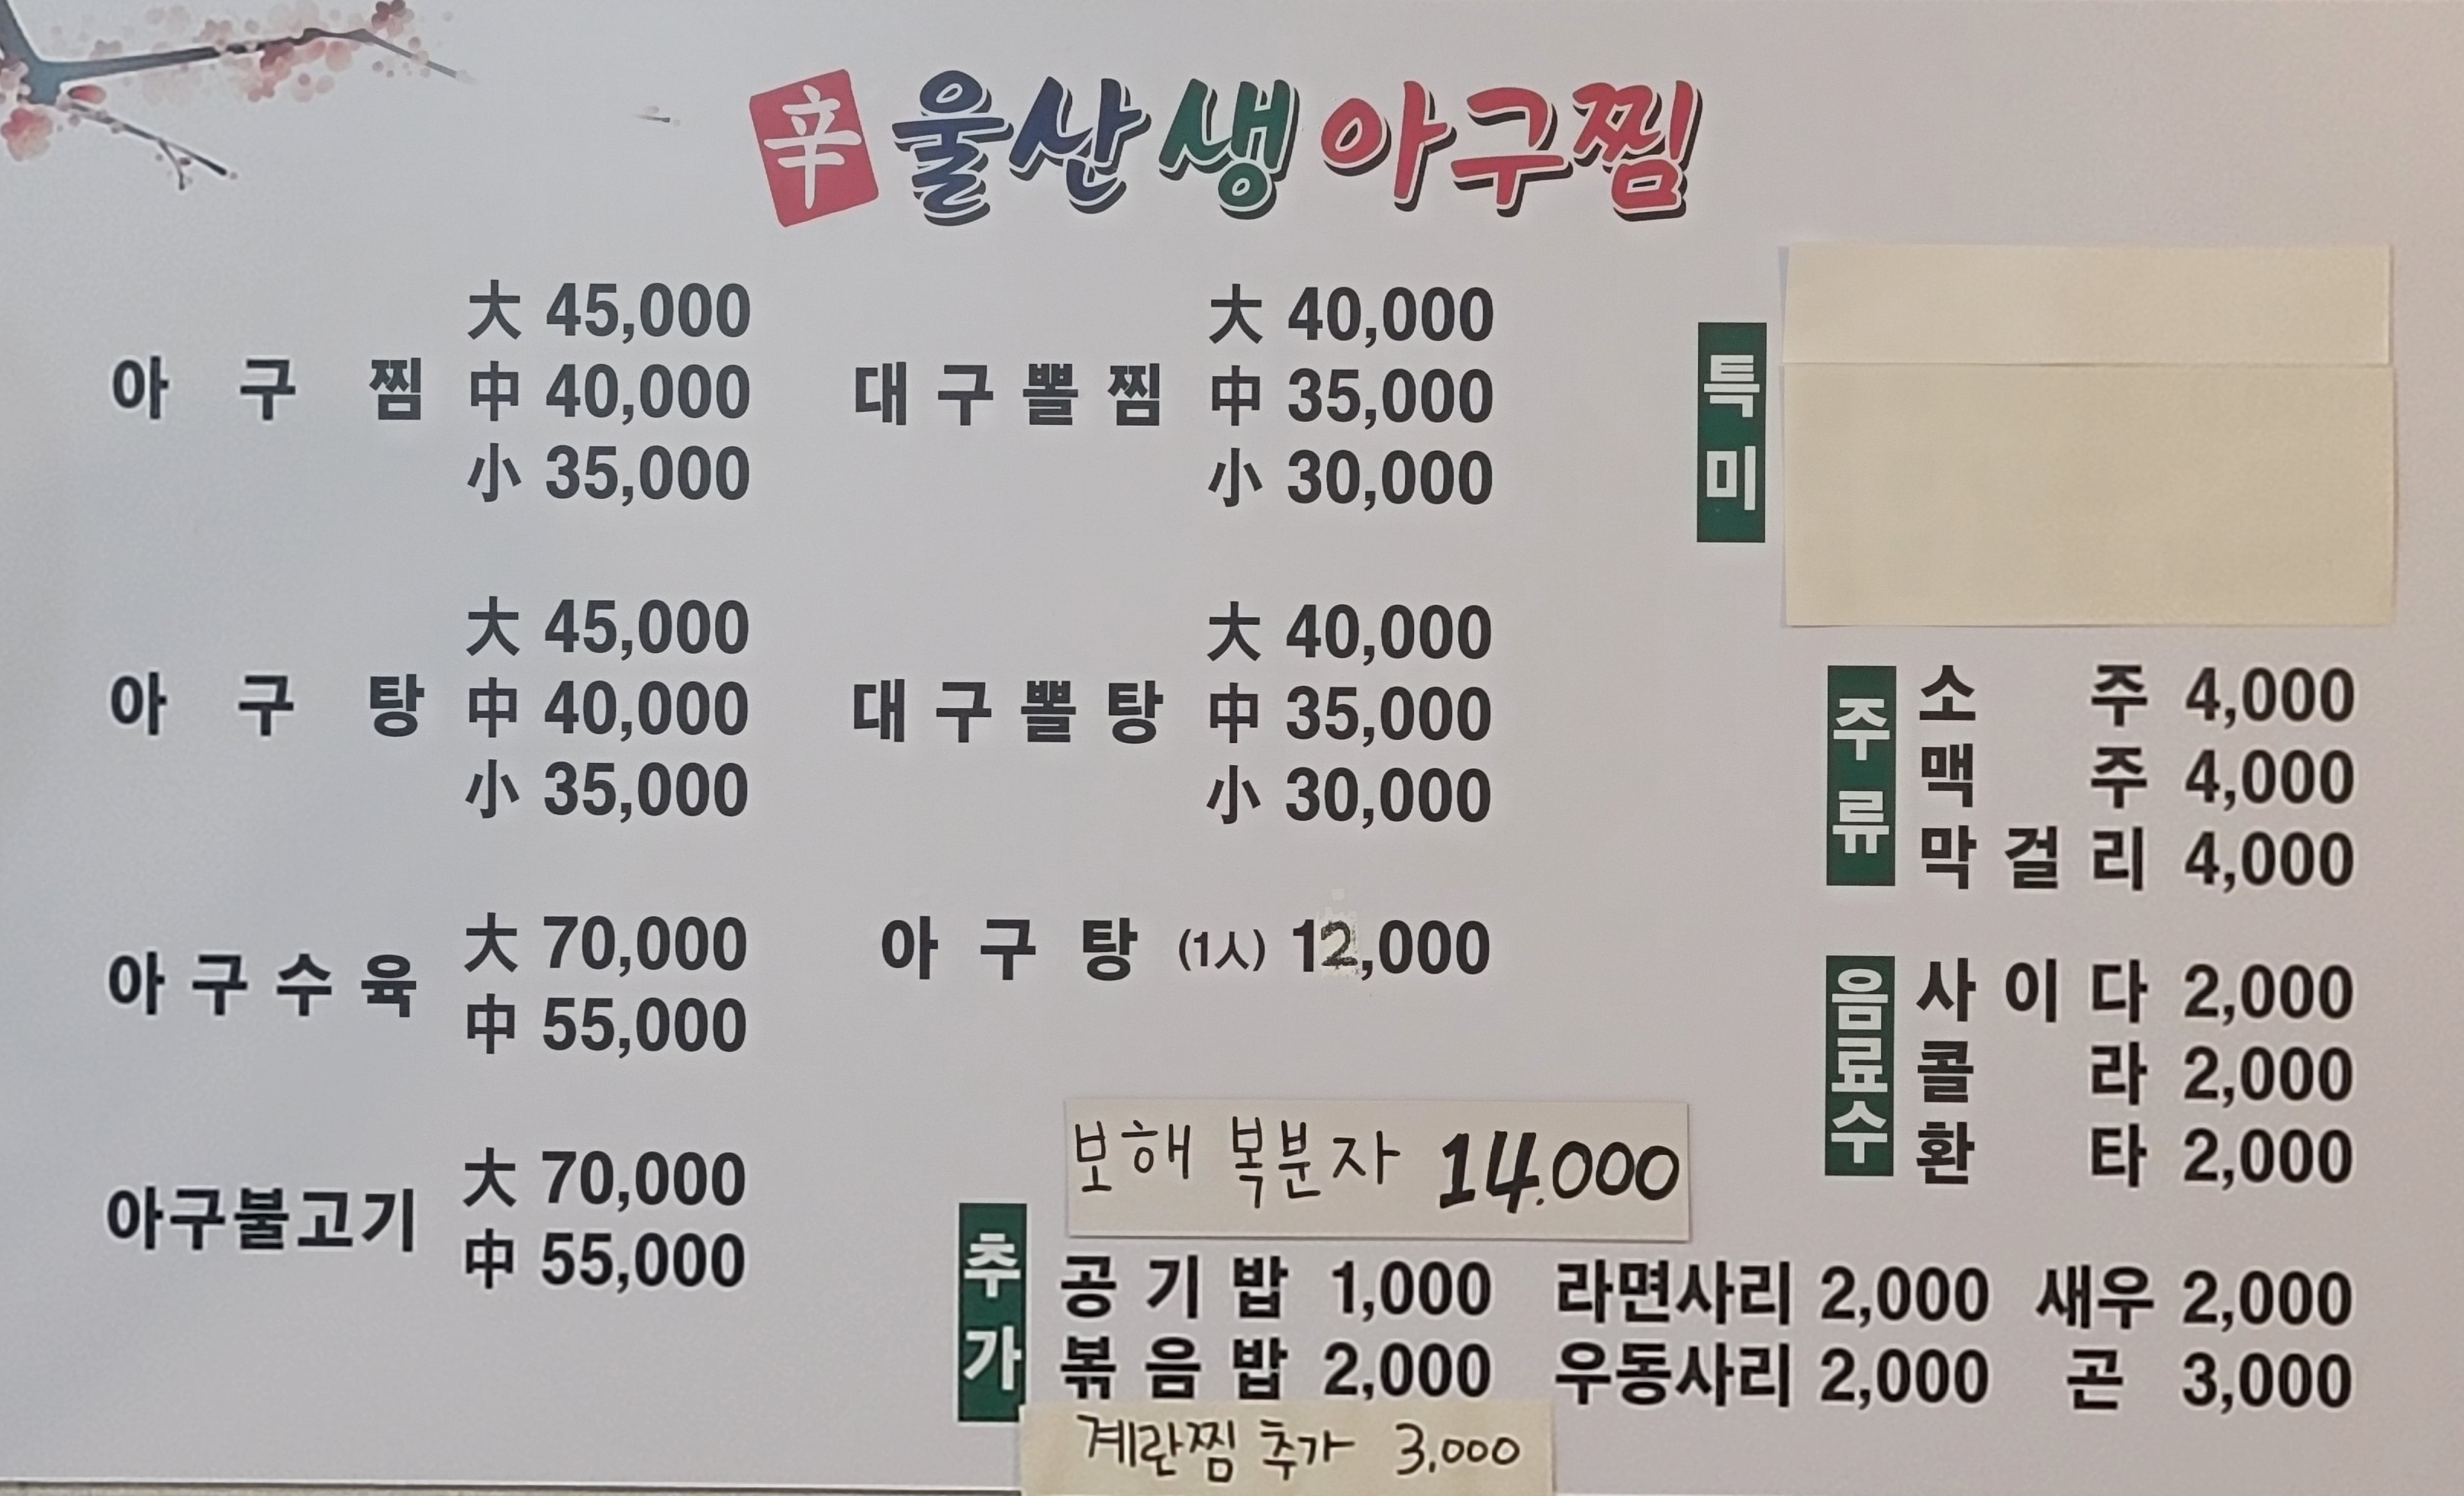 辛 울산생아구찜
아구찜
大 45,000
中 40,000
小 35,000
아구탕
大 45,000
中 40,000
小 35,000
아구수육
大 70,000
中 55,000
아구불고기
大 70,000
中 55,000
대구뽈찜
大 40,000
中 35,000
小 30,000
대구뽈탕
大 40,000
中 35,000
小 30,000
아구탕 (1人) 12,000
특미
주류
소주 4,000
맥주 4,000
막걸리 4,000
음료수
사이다 2,000
콜라 2,000
환타 2,000
보해 복분자 14.000
추가
공기밥 1,000 라면사리 2,000 새우 2,000
볶음밥 2,000 우동사리 2,000 곤 3,000
계란찜 추가 3.000